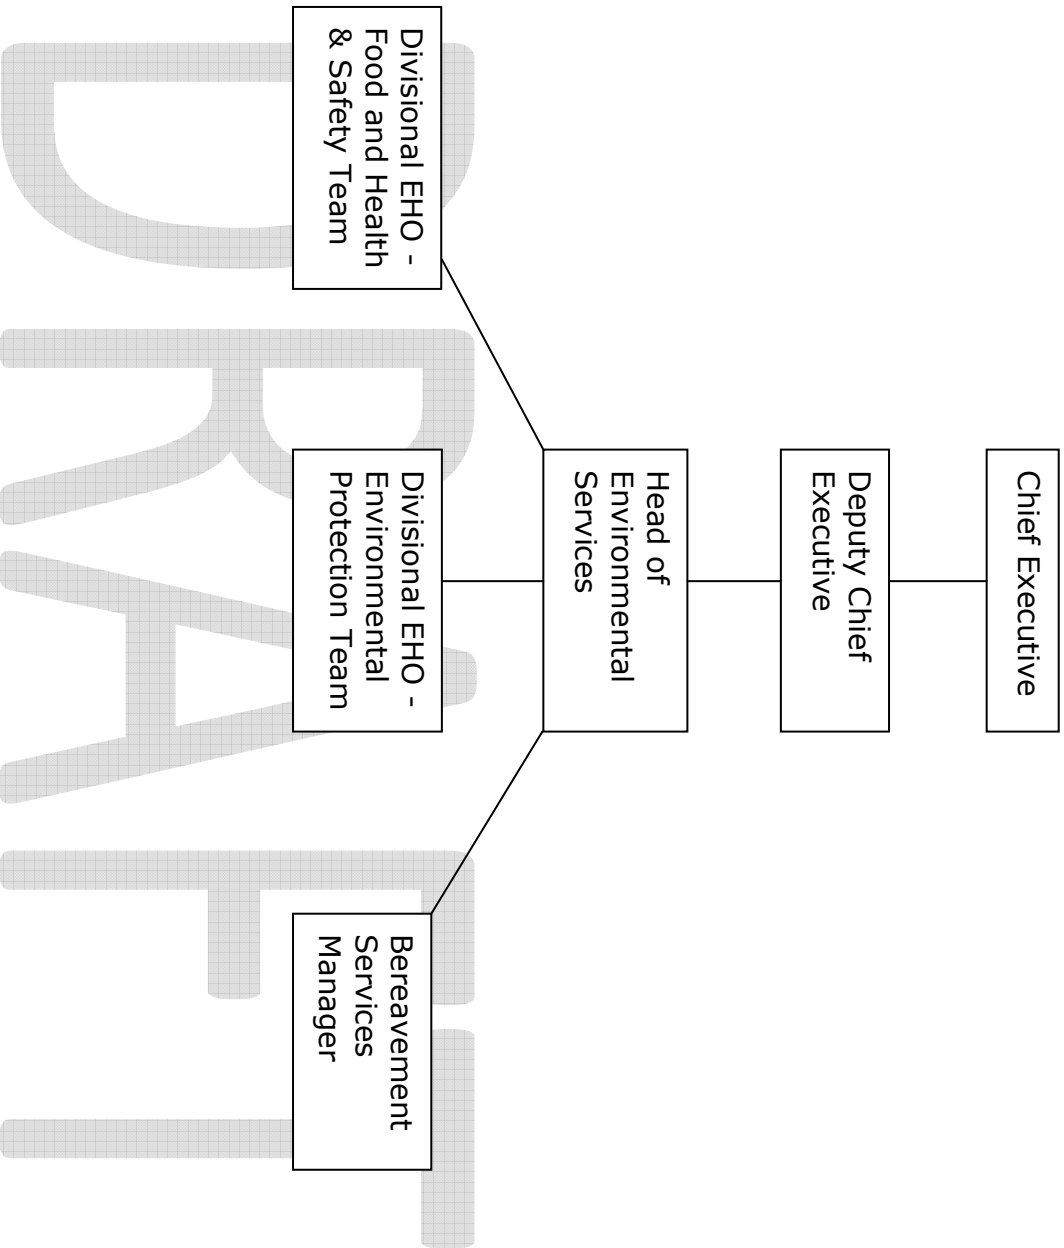 Chief Executive
Deputy Chief
Executive
Head of
Environmental
Services
Divisional EHO -
Food and Health
& Safety Team
Divisional EHO -
Environmental
Protection Team
Bereavement
Services
Manager
DRAFT